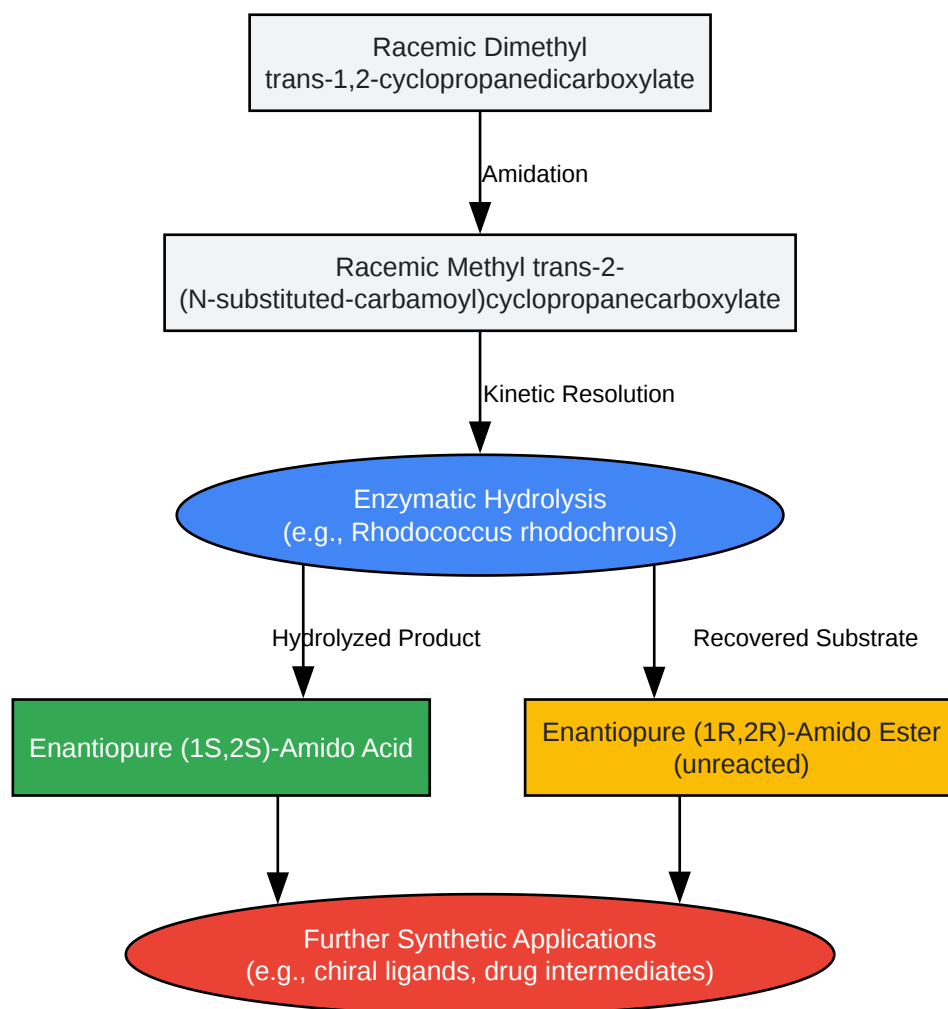 Racemic Dimethyl
trans-1,2-cyclopropanedicarboxylate
Amidation
Racemic Methyl trans-2-
(N-substituted-carbamoyl)cyclopropanecarboxylate
Kinetic Resolution
Enzymatic Hydrolysis
(e.g., Rhodococcus rhodochrous)
Hydrolyzed Product
Recovered Substrate
Enantiopure (1S,2S)-Amido Acid
Enantiopure (1R,2R)-Amido Ester
(unreacted)
Further Synthetic Applications
(e.g., chiral ligands, drug intermediates)